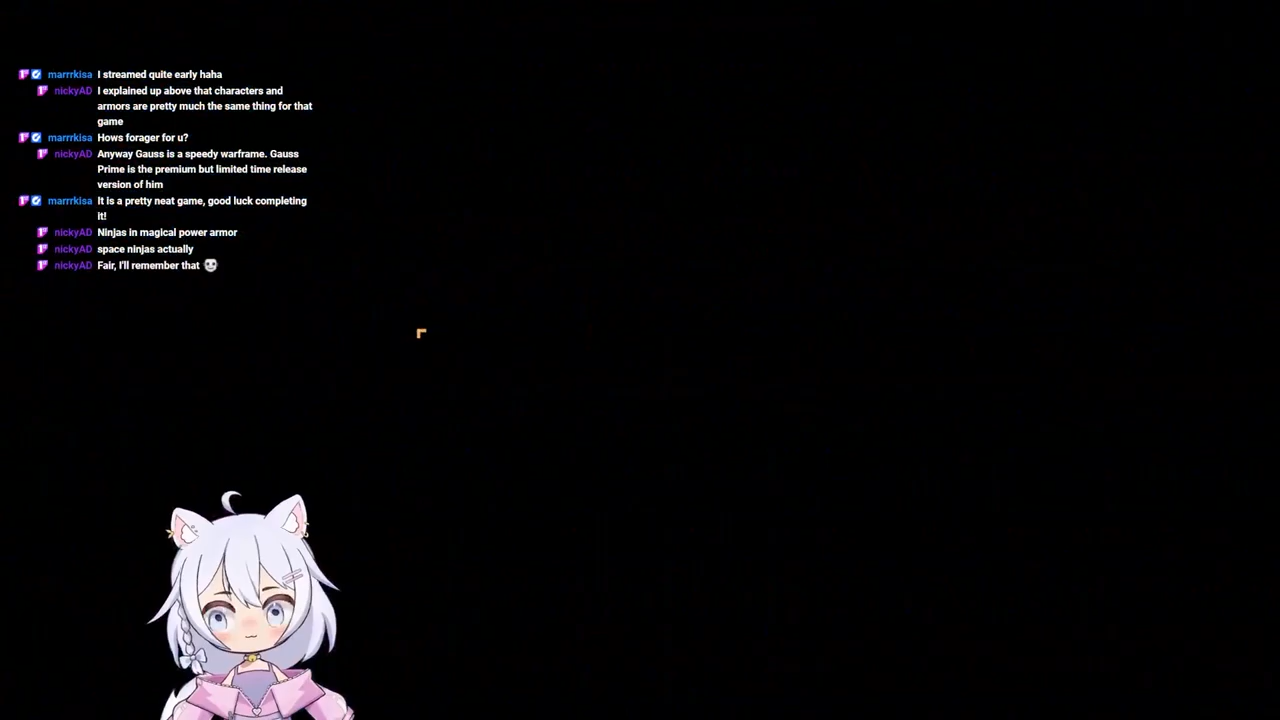 marrrkisa I streamed quite early haha
nickyAD I explained up above that characters and
armors are pretty much the same thing for that
game
marrrkisa Hows forager for u?
nickyAD Anyway Gauss is a speedy warframe. Gauss
Prime is the premium but limited time release
version of him
marrrkisa It is a pretty neat game, good luck completing
it!
nickyAD Ninjas in magical power armor
nickyAD space ninjas actually
nickyAD Fair, I'll remember that